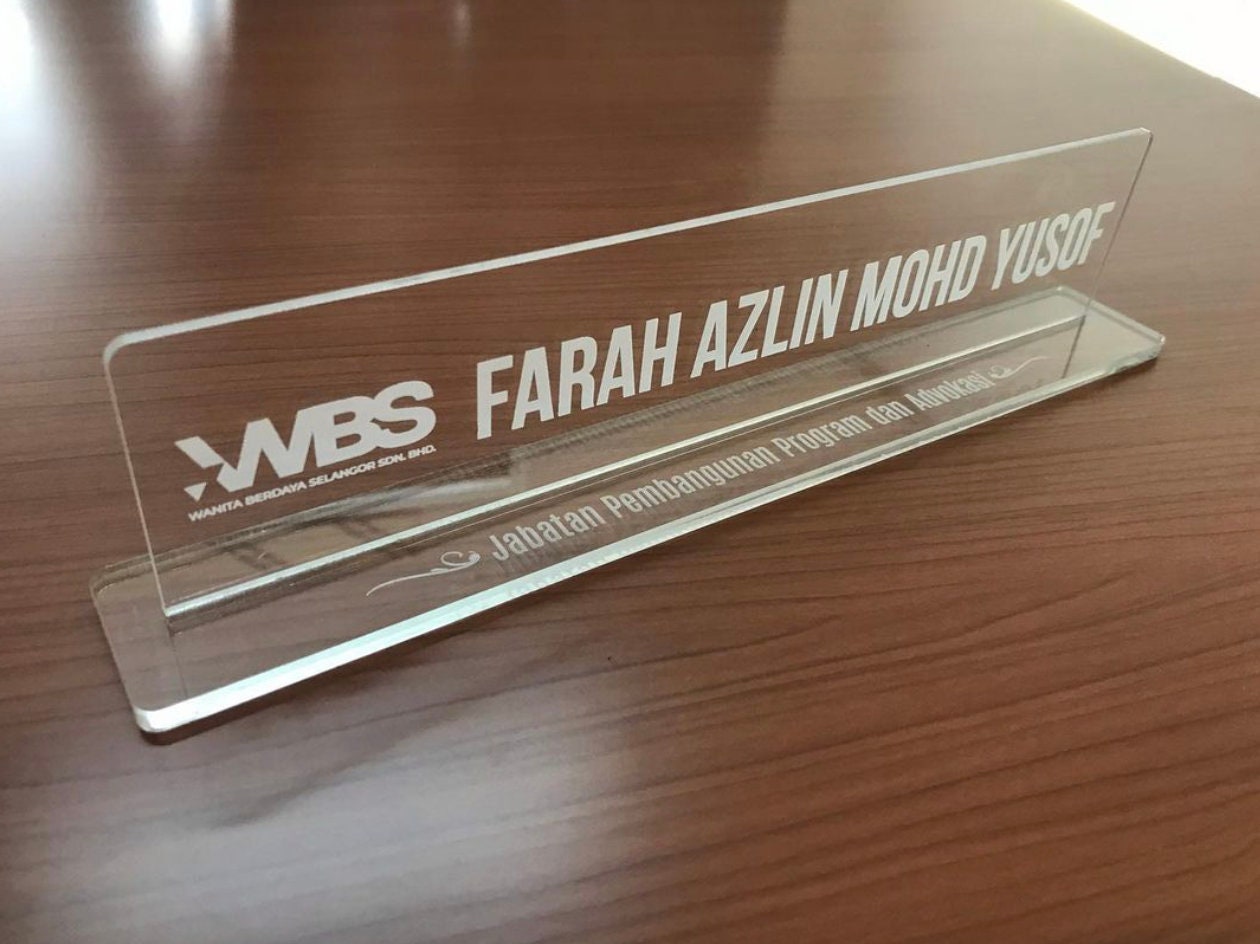 WBS
WANITA BERDAYA SELANGOR SDN. BHD.
FARAH AZLIN MOHD YUSOF
Jabatan Pembangunan Program dan Advokasi